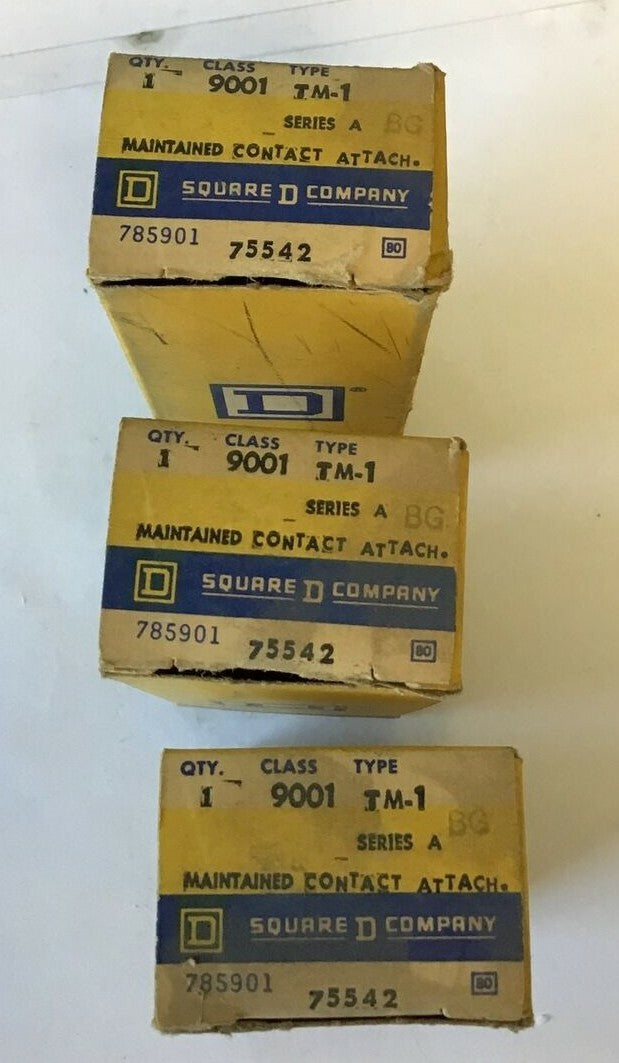 QTY. CLASS TYPE
1 9001 TM-1
SERIES A BG
MAINTAINED CONTACT ATTACH.
D SQUARE D COMPANY
785901 75542 80
D ®
QTY. CLASS TYPE
1 9001 TM-1
SERIES A BG
MAINTAINED CONTACT ATTACH.
D SQUARE D COMPANY
785901 75542 80
QTY. CLASS TYPE
1 9001 TM-1
SERIES A BG
MAINTAINED CONTACT ATTACH.
D SQUARE D COMPANY
785901 75542 80